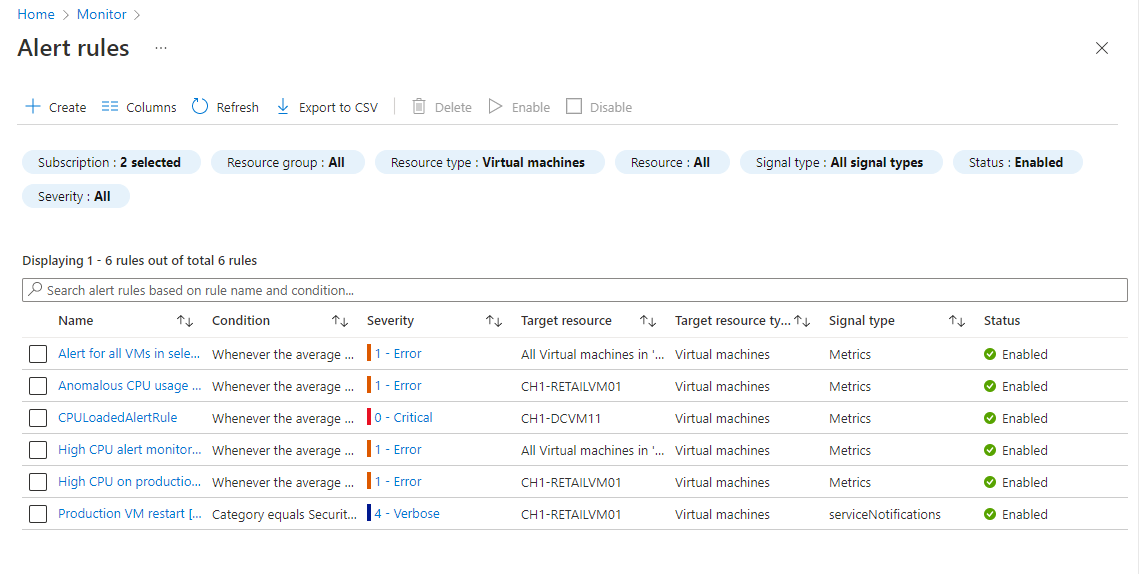 Home > Monitor >
Alert rules ...
Create Columns Refresh Export to CSV Delete Enable Disable
Subscription : 2 selected Resource group : All Resource type : Virtual machines Resource : All Signal type : All signal types Status : Enabled
Severity : All
Displaying 1 - 6 rules out of total 6 rules
Search alert rules based on rule name and condition...
Name Condition Severity Target resource Target resource ty... Signal type Status
Alert for all VMs in sele... Whenever the average ... 1 - Error All Virtual machines in '... Virtual machines Metrics Enabled
Anomalous CPU usage ... Whenever the average ... 1 - Error CH1-RETAILVM01 Virtual machines Metrics Enabled
CPULoadedAlertRule Whenever the average ... 0 - Critical CH1-DCVM11 Virtual machines Metrics Enabled
High CPU alert monitor... Whenever the average ... 1 - Error All Virtual machines in '... Virtual machines Metrics Enabled
High CPU on productio... Whenever the average ... 1 - Error CH1-RETAILVM01 Virtual machines Metrics Enabled
Production VM restart [... Category equals Securit... 4 - Verbose CH1-RETAILVM01 Virtual machines serviceNotifications Enabled